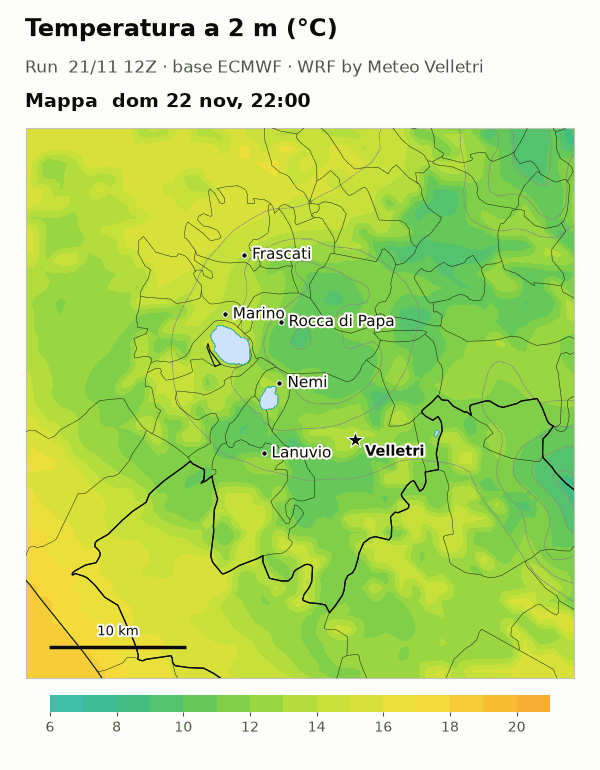 Temperatura a 2 m (°C)
Run 21/11 12Z · base ECMWF · WRF by Meteo Velletri
Mappa dom 22 nov, 22:00
Frascati
Marino
Rocca di Papa
Nemi
Velletri
Lanuvio
10 km
6 8 10 12 14 16 18 20